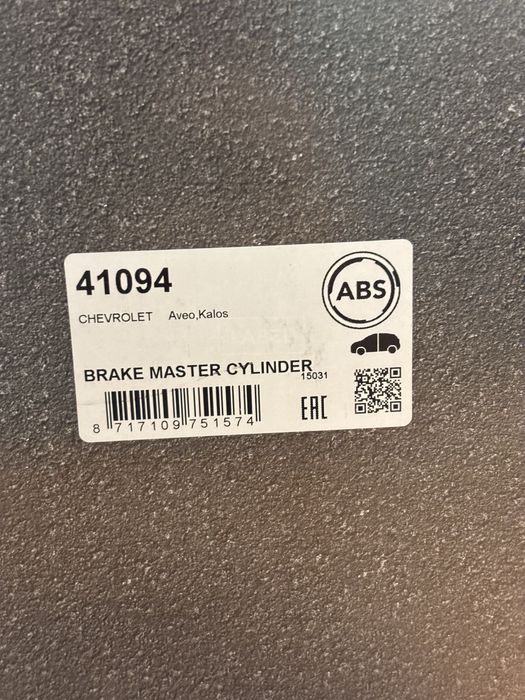 41094
ABS
CHEVROLET Aveo,Kalos
BRAKE MASTER CYLINDER
15031
8 717109 751574
EAC